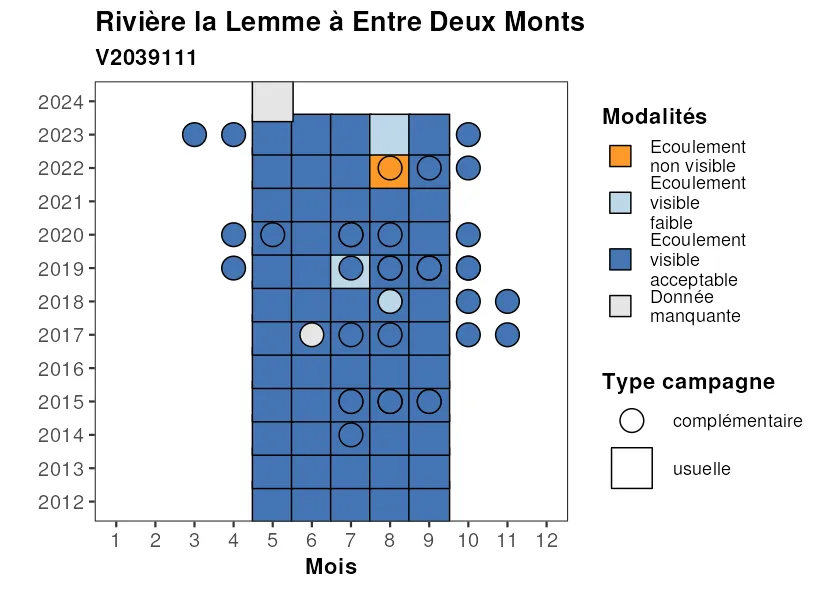 Rivière la Lemme à Entre Deux Monts
V2039111
2024
2023
2022
2021
2020
2019
2018
2017
2016
2015
2014
2013
2012
1 2 3 4 5 6 7 8 9 10 11 12
Mois
Modalités
Ecoulement
non visible
Ecoulement
visible
faible
Ecoulement
visible
acceptable
Donnée
manquante
Type campagne
complémentaire
usuelle